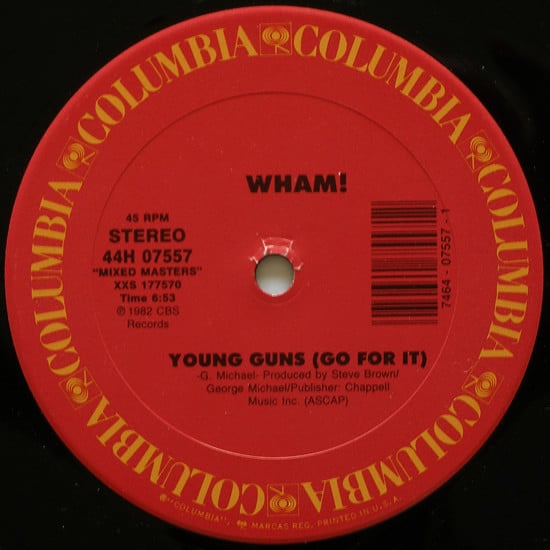 COLUMBIA COLUMBIA COLUMBIA COLUMBIA COLUMBIA COLUMBIA COLUMBIA COLUMBIA
WHAM!
45 RPM
STEREO
44H 07557
"MIXED MASTERS"
XXS 177570
Time 6:53
℗ 1982 CBS
Records
7464 - 07557 - 1
YOUNG GUNS (GO FOR IT)
-G. Michael- Produced by Steve Brown/
George Michael/Publisher: Chappell
Music Inc. (ASCAP)
"COLUMBIA", MARCAS REG. PRINTED IN U.S.A.